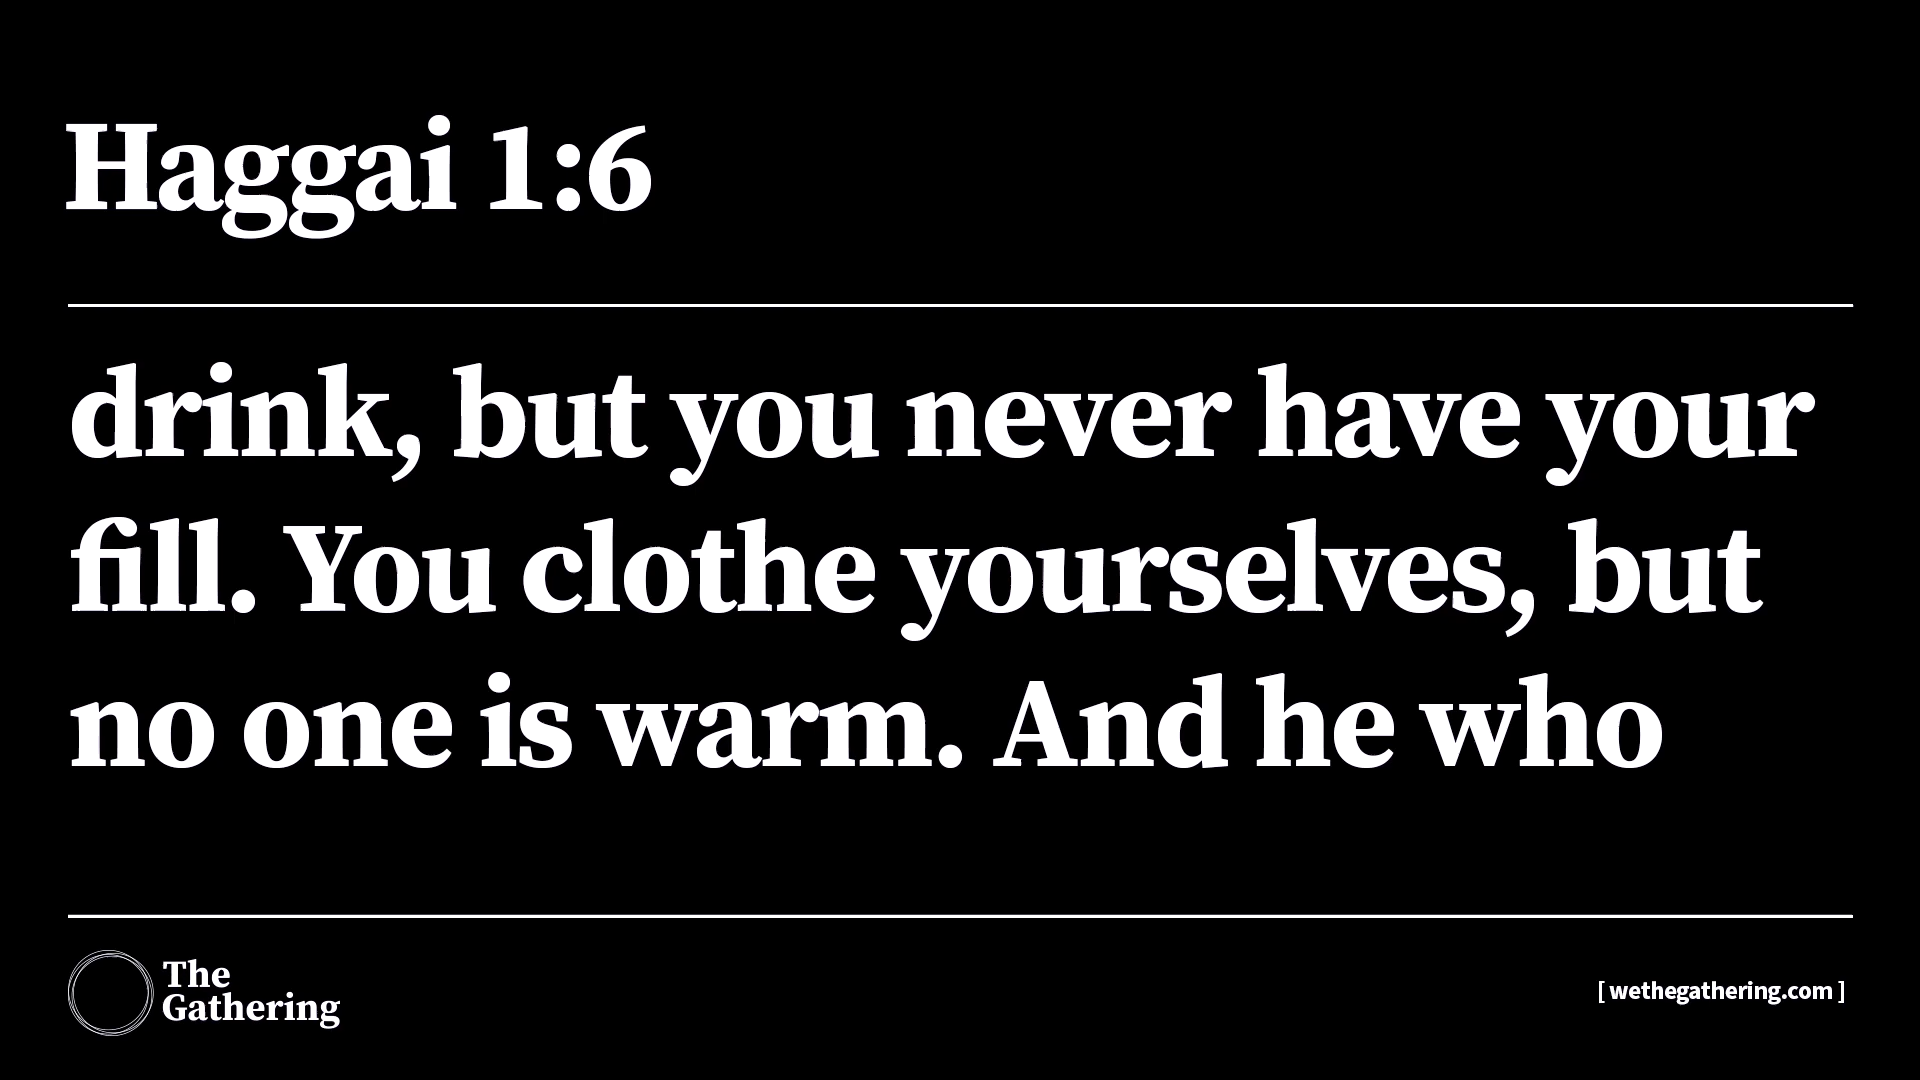 Haggai 1:6
drink, but you never have your
fill. You clothe yourselves, but
no one is warm. And he who
The
Gathering
[ wethegathering.com ]